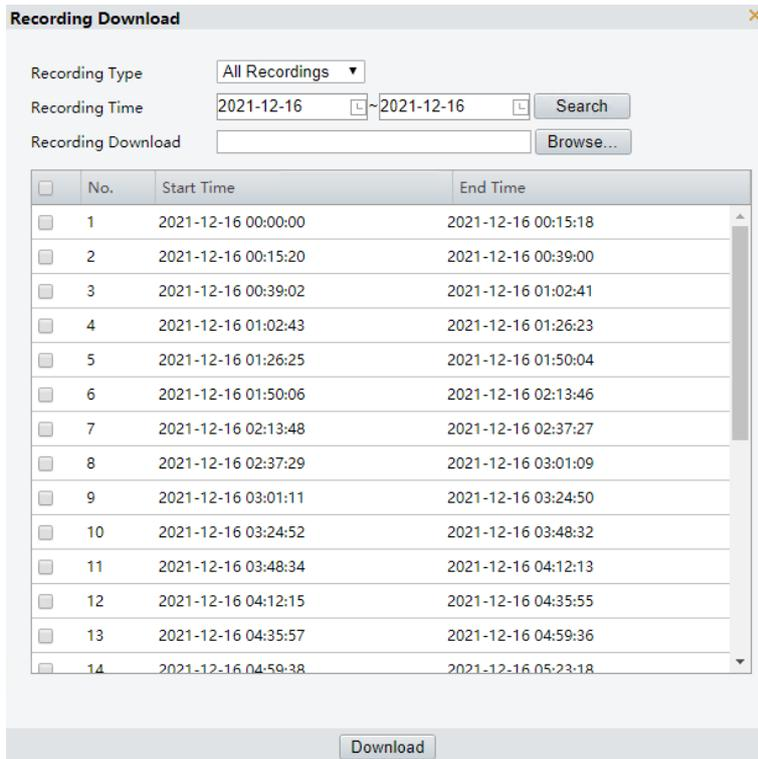 Recording Download
Recording Type All Recordings
Recording Time 2021-12-16 ~ 2021-12-16 Search
Recording Download Browse...
No. Start Time End Time
1 2021-12-16 00:00:00 2021-12-16 00:15:18
2 2021-12-16 00:15:20 2021-12-16 00:39:00
3 2021-12-16 00:39:02 2021-12-16 01:02:41
4 2021-12-16 01:02:43 2021-12-16 01:26:23
5 2021-12-16 01:26:25 2021-12-16 01:50:04
6 2021-12-16 01:50:06 2021-12-16 02:13:46
7 2021-12-16 02:13:48 2021-12-16 02:37:27
8 2021-12-16 02:37:29 2021-12-16 03:01:09
9 2021-12-16 03:01:11 2021-12-16 03:24:50
10 2021-12-16 03:24:52 2021-12-16 03:48:32
11 2021-12-16 03:48:34 2021-12-16 04:12:13
12 2021-12-16 04:12:15 2021-12-16 04:35:55
13 2021-12-16 04:35:57 2021-12-16 04:59:36
14 2021-12-16 04:59:38 2021-12-16 05:23:18
Download